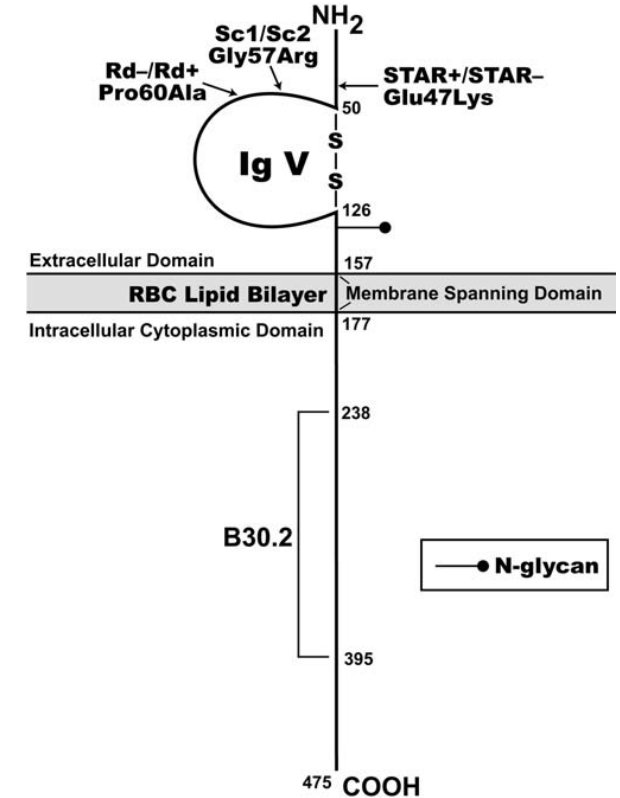 NH2
Sc1/Sc2
Gly57Arg
Rd–/Rd+
Pro60Ala
STAR+/STAR–
Glu47Lys
50
S
Ig V
S
126
Extracellular Domain
157
RBC Lipid Bilayer
Membrane Spanning Domain
Intracellular Cytoplasmic Domain
177
238
B30.2
N-glycan
395
475
COOH